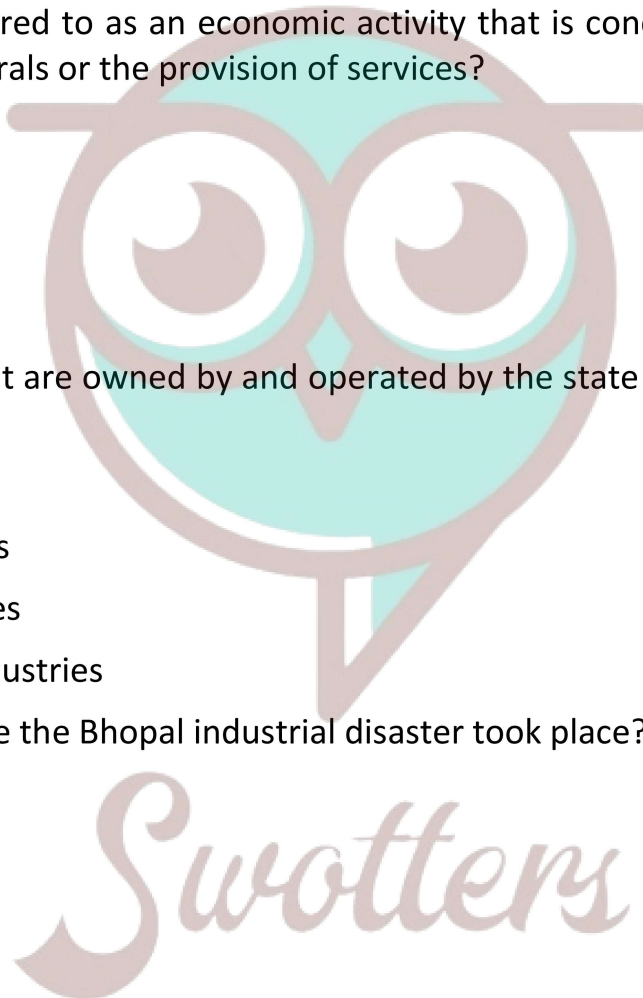 red to as an economic activity that is con
rals or the provision of services?
t are owned by and operated by the state
s
es
ustries
e the Bhopal industrial disaster took place?
Swotters